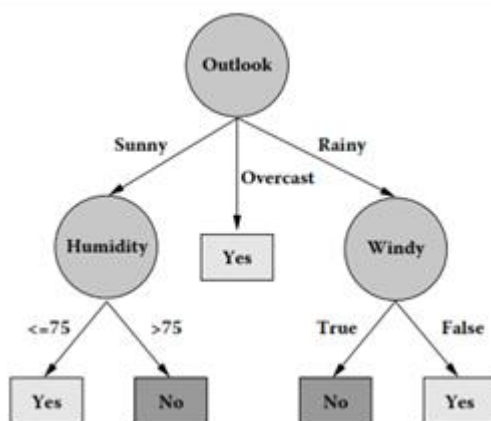 Outlook
Sunny
Rainy
Overcast
Humidity
Yes
Windy
<=75
>75
True
False
Yes
No
No
Yes